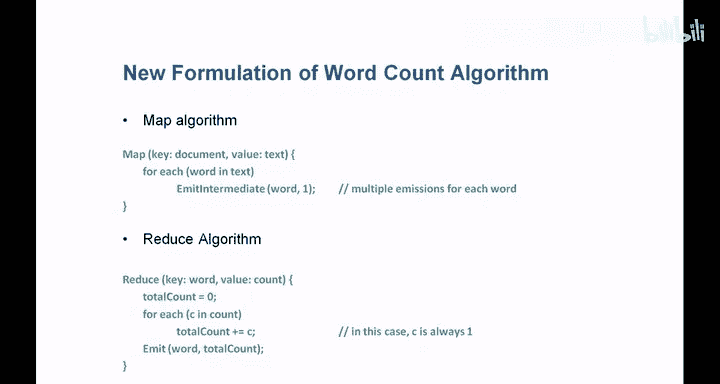 bilibili
New Formulation of Word Count Algorithm
• Map algorithm
Map (key: document, value: text) {
for each (word in text)
EmitIntermediate (word, 1); // multiple emissions for each word
}
• Reduce Algorithm
Reduce (key: word, value: count) {
totalCount = 0;
for each (c in count)
totalCount += c; // in this case, c is always 1
Emit (word, totalCount);
}